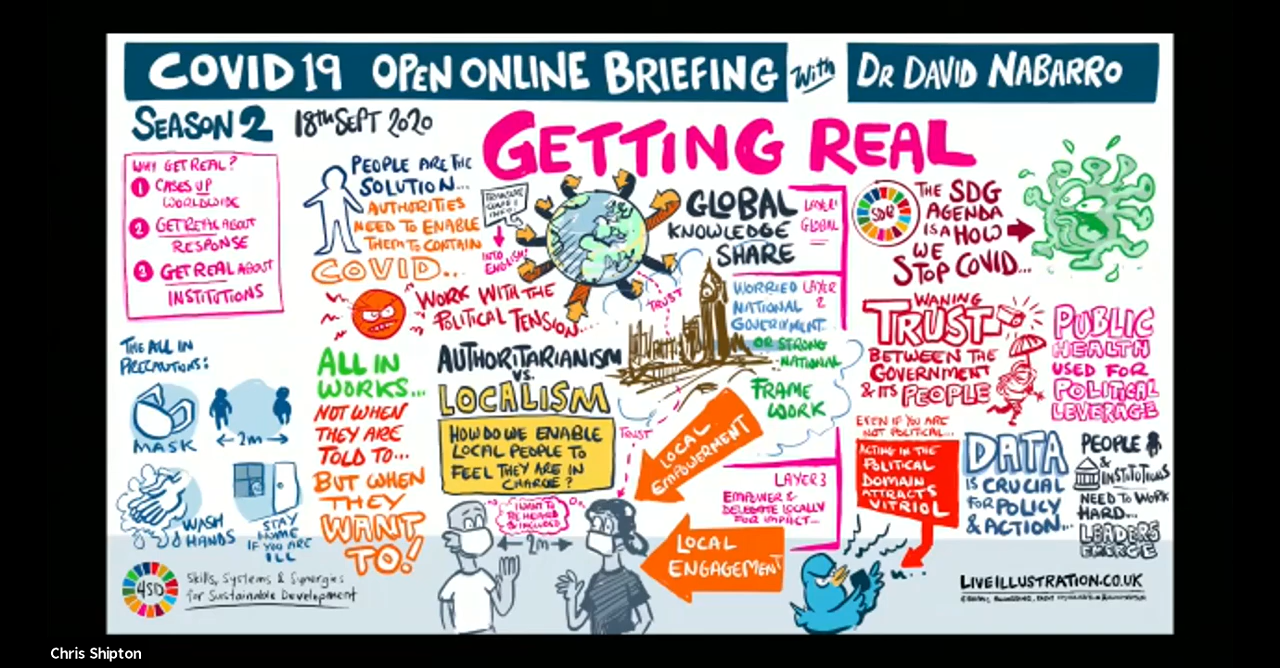 COVID 19 OPEN ONLINE BRIEFING With DR DAVID NABARRO
SEASON 2 18th SEPT 2020
GETTING REAL
WHY GET REAL?
1 CASES UP
WORLDWIDE
2 GET REAL ABOUT
RESPONSE
3 GET REAL ABOUT
INSTITUTIONS
THE ALL IN
PRECAUTIONS:
MASK
2m
WASH
HANDS
STAY
HOME
IF YOU ARE
ILL
4SD
Skills, Systems & Synergies
for Sustainable Development
PEOPLE ARE THE
SOLUTION...
AUTHORITIES
NEED TO ENABLE
THEM TO CONTAIN
COVID...
WORK WITH THE
POLITICAL TENSION...
ALL IN
WORKS...
NOT WHEN
THEY ARE
TOLD TO...
BUT WHEN
THEY
WANT
TO!
TRANSLATE
COVID
INFO!
INTO
ENGLISH!
GLOBAL
KNOWLEDGE
SHARE
LAYER 1
GLOBAL
TRUST
WORRIED
NATIONAL
GOVERNMENT...
OR STRONG
NATIONAL
FRAME
WORK
LAYER
2
AUTHORITARIANISM
VS.
LOCALISM
HOW DO WE ENABLE
LOCAL PEOPLE TO
FEEL THEY ARE IN
CHARGE?
TRUST
LOCAL
EMPOWERMENT
LAYER 3
EMPOWER &
DELEGATE LOCALLY
FOR IMPACT...
I WANT TO
BE HEARD
& INCLUDED
2m
LOCAL
ENGAGEMENT
SDG
THE SDG
AGENDA
IS A HOW
WE
STOP COVID...
WANING
TRUST
BETWEEN THE
GOVERNMENT
& ITS PEOPLE
PUBLIC
HEALTH
USED FOR
POLITICAL
LEVERAGE
EVEN IF YOU ARE
NOT POLITICAL...
ACTING IN THE
POLITICAL
DOMAIN
ATTRACTS
VITRIOL
DATA
IS CRUCIAL
FOR POLICY
& ACTION...
PEOPLE
& INSTITUTIONS
NEED TO WORK
HARD...
LEADERS
EMERGE
LIVEILLUSTRATION.CO.UK
Chris Shipton